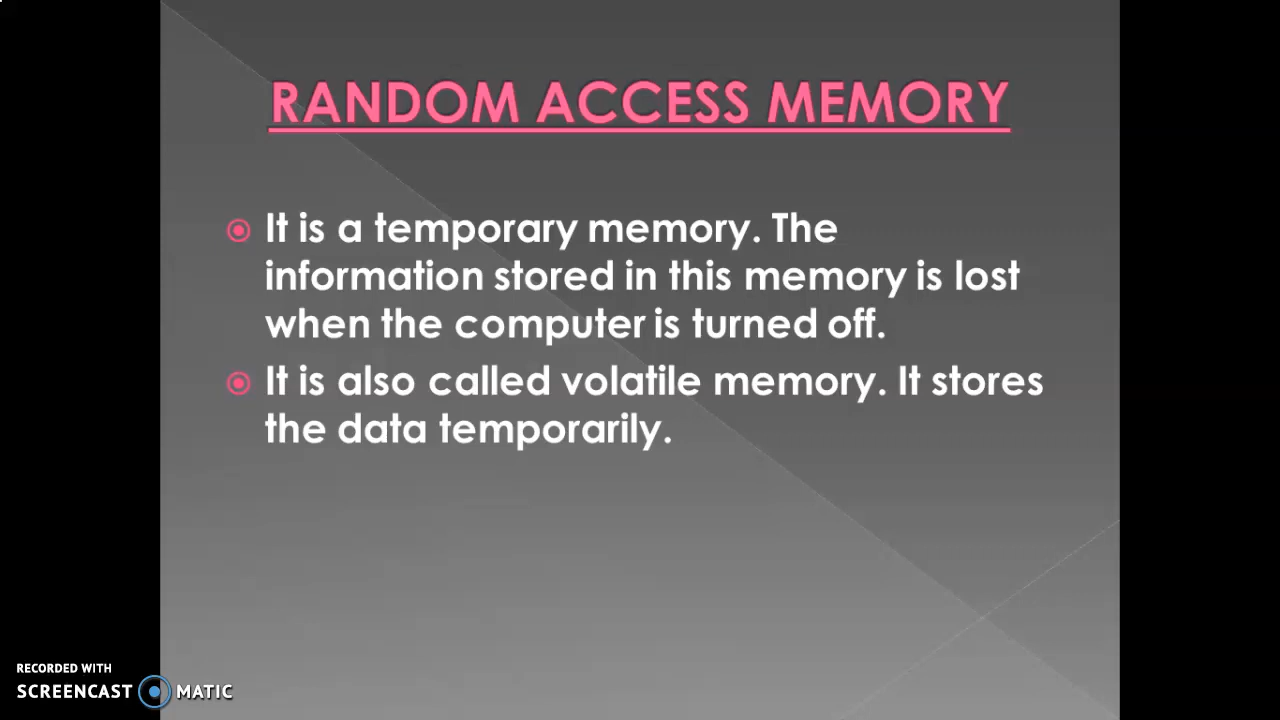 RANDOM ACCESS MEMORY
It is a temporary memory. The
information stored in this memory is lost
when the computer is turned off.
It is also called volatile memory. It stores
the data temporarily.
RECORDED WITH
SCREENCAST MATIC